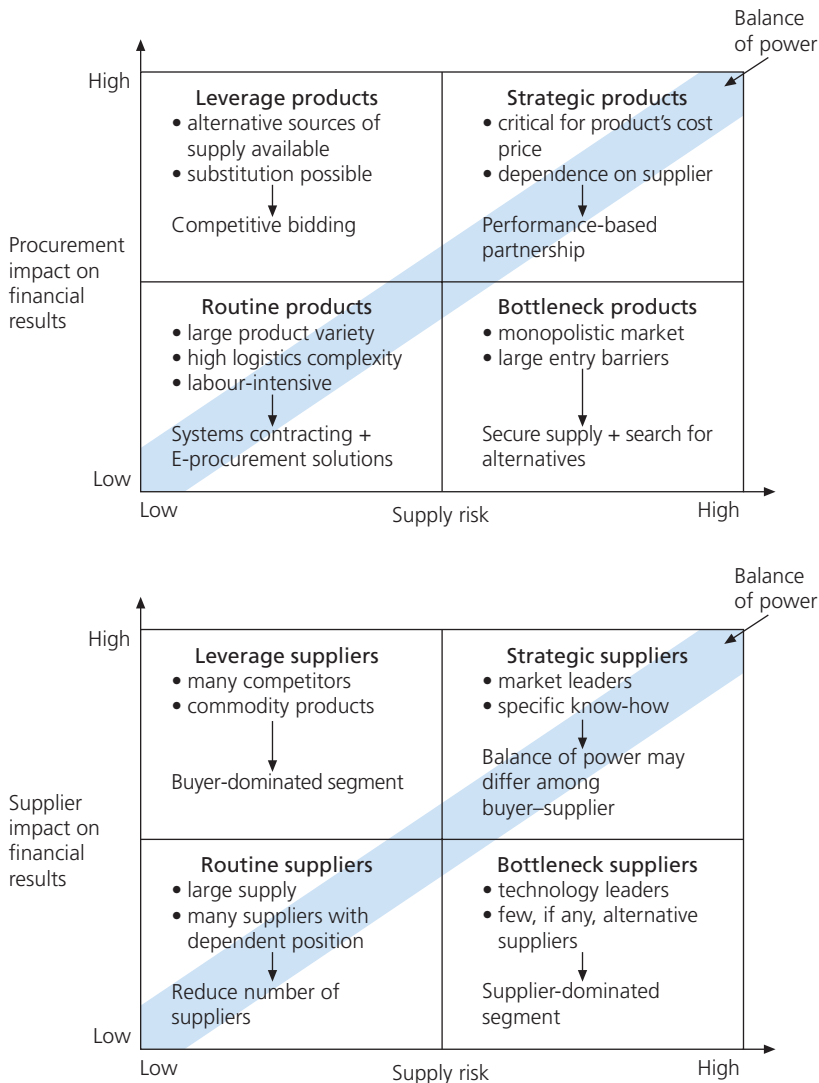 Balance
of power
High
Leverage products
• alternative sources of
supply available
• substitution possible
Competitive bidding
Strategic products
• critical for product's cost
price
• dependence on supplier
Performance-based
partnership
Procurement
impact on
financial
results
Routine products
• large product variety
• high logistics complexity
• labour-intensive
Systems contracting +
E-procurement solutions
Bottleneck products
• monopolistic market
• large entry barriers
Secure supply + search for
alternatives
Low
Low
Supply risk
High
Balance
of power
High
Leverage suppliers
• many competitors
• commodity products
Buyer-dominated segment
Strategic suppliers
• market leaders
• specific know-how
Balance of power may
differ among
buyer–supplier
Supplier
impact on
financial
results
Routine suppliers
• large supply
• many suppliers with
dependent position
Reduce number of
suppliers
Bottleneck suppliers
• technology leaders
• few, if any, alternative
suppliers
Supplier-dominated
segment
Low
Low
Supply risk
High